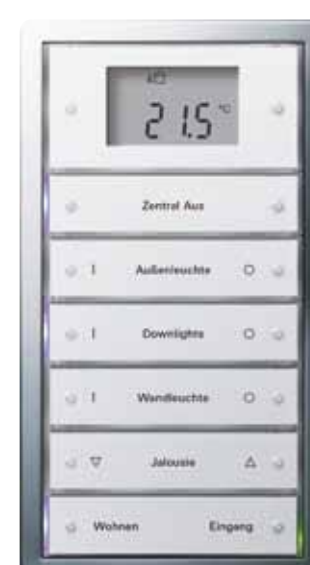 21.5 °C
Zentral Aus
I Außenleuchte O
I Downlights O
I Wandleuchte O
▽ Jalousie △
Wohnen Eingang